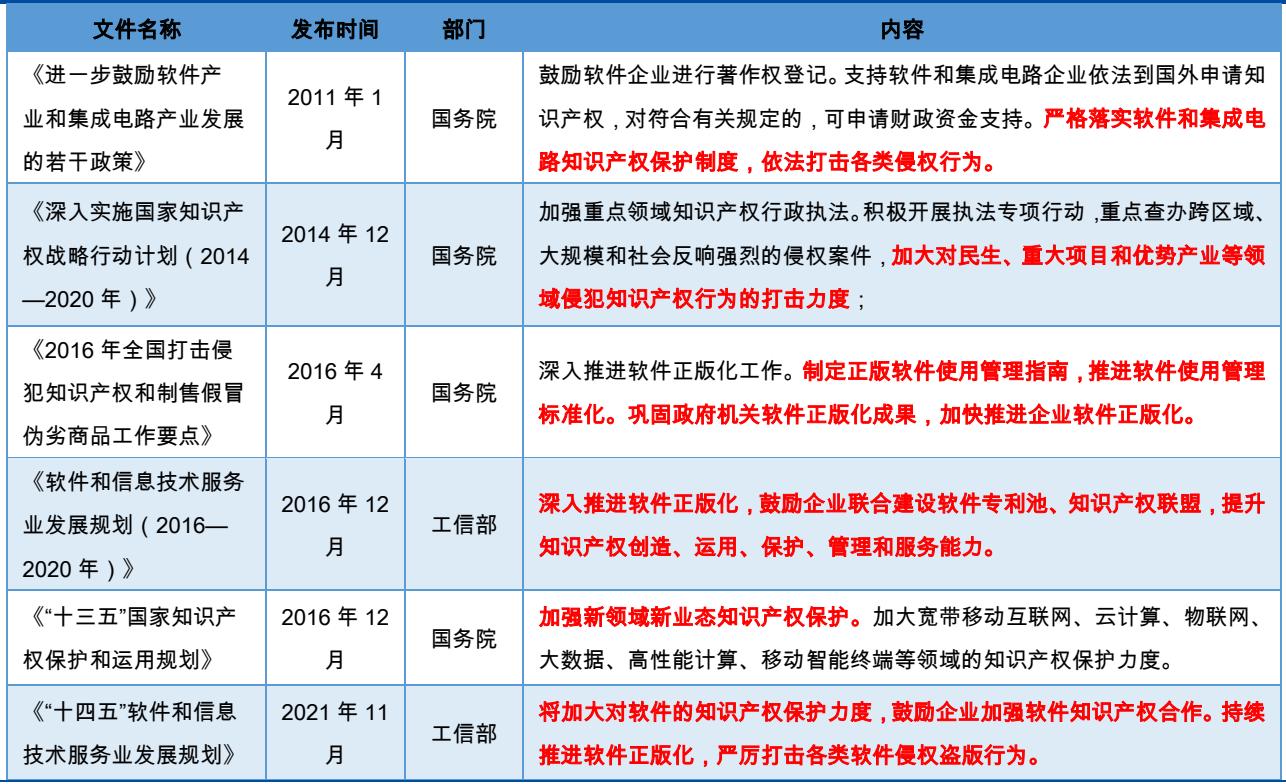 文件名称 发布时间 部门 内容
《进一步鼓励软件产
业和集成电路产业发展
的若干政策》
2011 年 1
月
国务院
鼓励软件企业进行著作权登记。支持软件和集成电路企业依法到国外申请知
识产权,对符合有关规定的,可申请财政资金支持。严格落实软件和集成电
路知识产权保护制度,依法打击各类侵权行为。
《深入实施国家知识产
权战略行动计划(2014
—2020 年)》
2014 年 12
月
国务院
加强重点领域知识产权行政执法。积极开展执法专项行动,重点查办跨区域、
大规模和社会反响强烈的侵权案件,加大对民生、重大项目和优势产业等领
域侵犯知识产权行为的打击力度;
《2016 年全国打击侵
犯知识产权和制售假冒
伪劣商品工作要点》
2016 年 4
月
国务院
深入推进软件正版化工作。制定正版软件使用管理指南,推进软件使用管理
标准化。巩固政府机关软件正版化成果,加快推进企业软件正版化。
《软件和信息技术服务
业发展规划(2016—
2020 年)》
2016 年 12
月
工信部
深入推进软件正版化,鼓励企业联合建设软件专利池、知识产权联盟,提升
知识产权创造、运用、保护、管理和服务能力。
《“十三五”国家知识产
权保护和运用规划》
2016 年 12
月
国务院
加强新领域新业态知识产权保护。加大宽带移动互联网、云计算、物联网、
大数据、高性能计算、移动智能终端等领域的知识产权保护力度。
《“十四五”软件和信息
技术服务业发展规划》
2021 年 11
月
工信部
将加大对软件的知识产权保护力度,鼓励企业加强软件知识产权合作。持续
推进软件正版化,严厉打击各类软件侵权盗版行为。